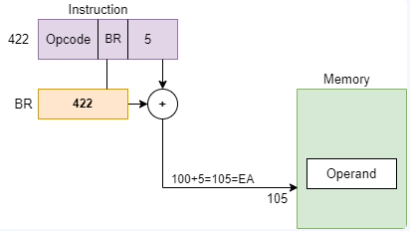 Instruction
422 Opcode BR 5
Memory
BR 422 +
Operand
100+5=105=EA
105